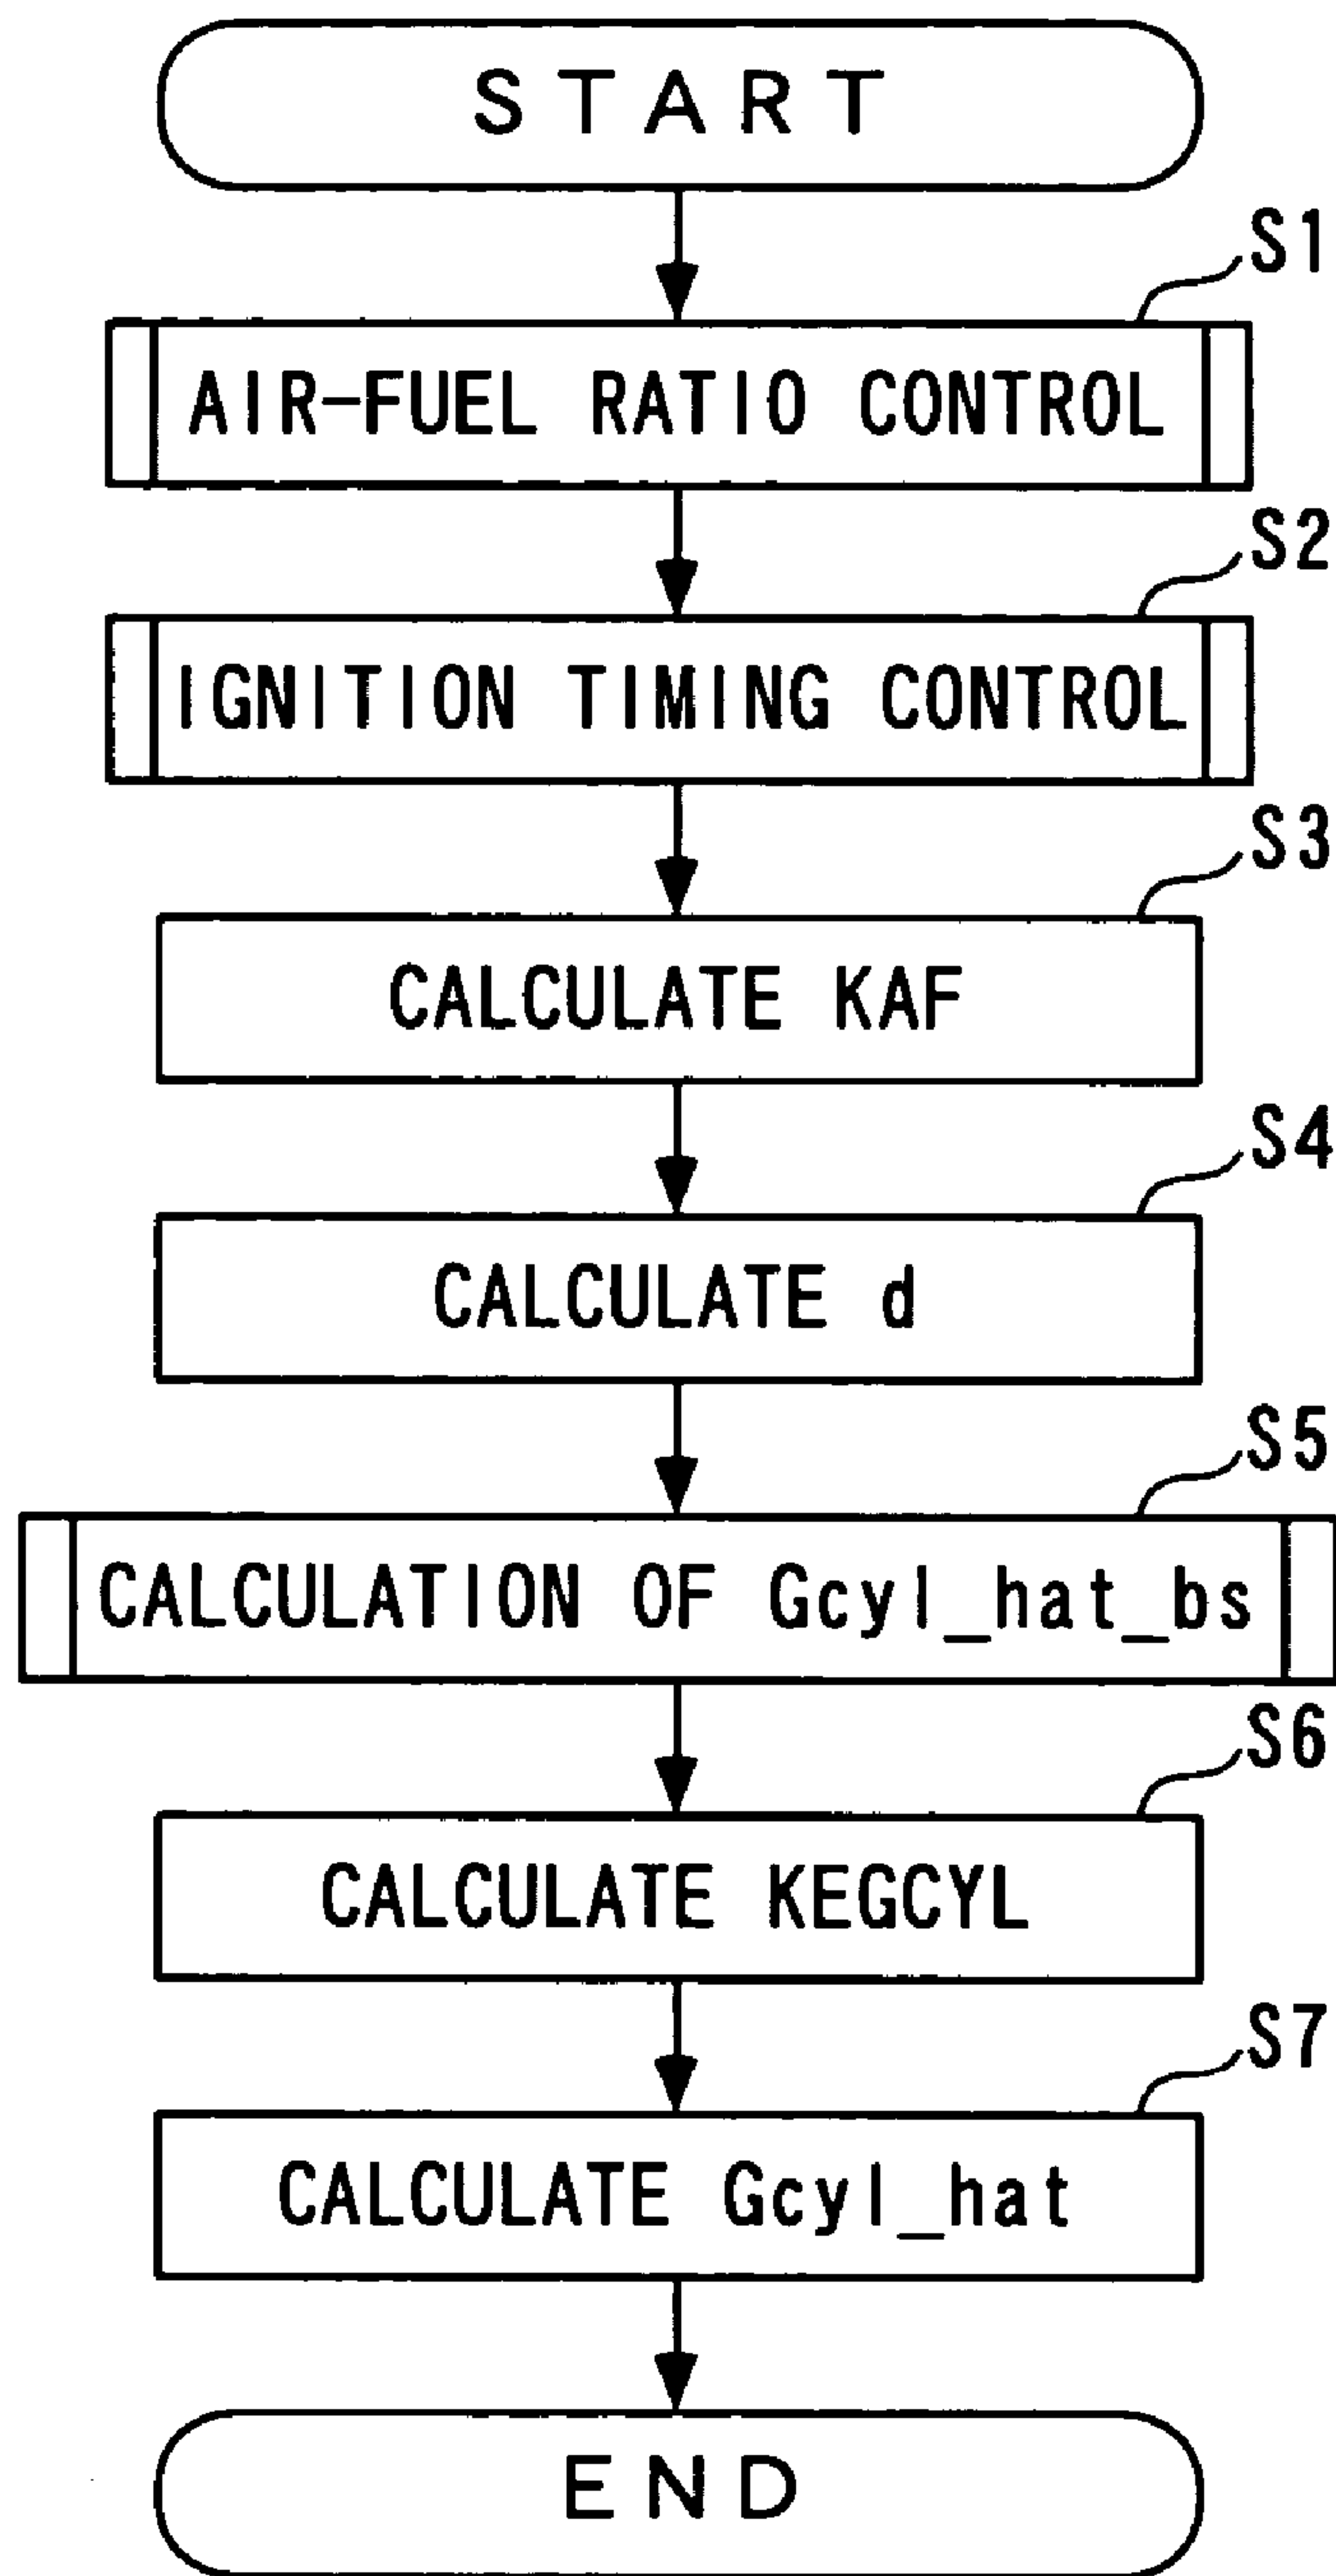 START
S1
AIR-FUEL RATIO CONTROL
S2
IGNITION TIMING CONTROL
S3
CALCULATE KAF
S4
CALCULATE d
S5
CALCULATION OF Gcyl_hat_bs
S6
CALCULATE KEGCYL
S7
CALCULATE Gcyl_hat
END